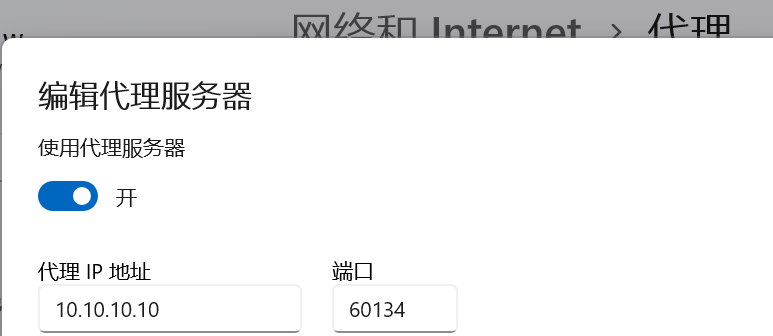 网络和 Internet › 代理
编辑代理服务器
使用代理服务器
开
代理 IP 地址 端口
10.10.10.10 60134